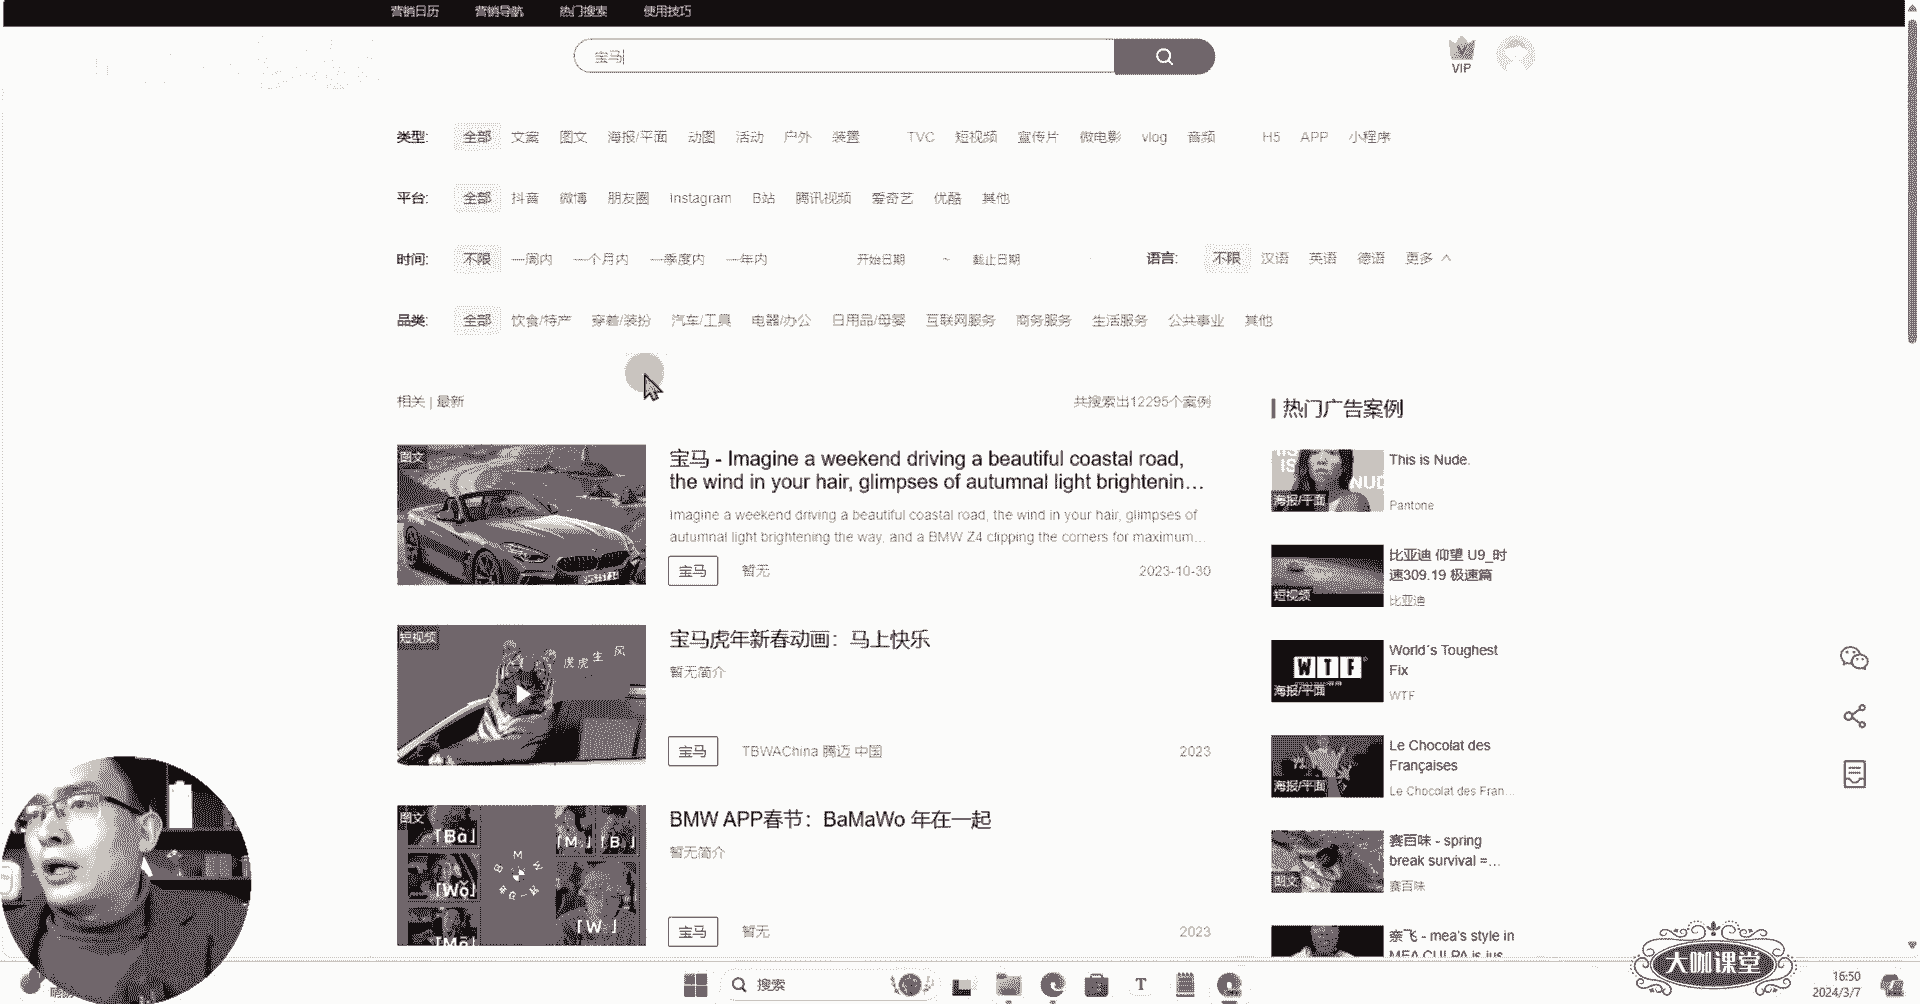 营销日历 营销导航 热门搜索 使用技巧
宝马
VIP
类型: 全部 文案 图文 海报/平面 动图 活动 户外 装置 TVC 短视频 宣传片 微电影 vlog 音频 H5 APP 小程序
平台: 全部 抖音 微博 朋友圈 Instagram B站 腾讯视频 爱奇艺 优酷 其他
时间: 不限 一周内 一个月内 一季度内 一年内 开始日期 ~ 截止日期 语言: 不限 汉语 英语 德语 更多
品类: 全部 饮食/特产 穿着/装扮 汽车/工具 电器/办公 日用品/母婴 互联网服务 商务服务 生活服务 公共事业 其他
相关 | 最新 共搜索出12295个案例
图文
宝马 - Imagine a weekend driving a beautiful coastal road,
the wind in your hair, glimpses of autumnal light brightenin...
Imagine a weekend driving a beautiful coastal road, the wind in your hair, glimpses of
autumnal light brightening the way, and a BMW Z4 clipping the corners for maximum...
宝马 暂无 2023-10-30
短视频
虎虎生风
宝马虎年新春动画：马上快乐
暂无简介
宝马 TBWAChina 腾迈 中国 2023
图文
「Bà」
「M」「B」
「Wǒ」
「W」
BMW APP春节：BaMaWo 年在一起
暂无简介
宝马 暂无 2023
热门广告案例
海报/平面
This is Nude.
Pantone
短视频
比亚迪 仰望 U9_时
速309.19 极速篇
比亚迪
WTF
海报/平面
World´s Toughest
Fix
WTF
海报/平面
Le Chocolat des
Françaises
Le Chocolat des Fran...
图文
赛百味 - spring
break survival =...
赛百味
奈飞 - mea's style in
MEA CULPA is jus
大咖课堂
搜索
T
16:50
2024/3/7